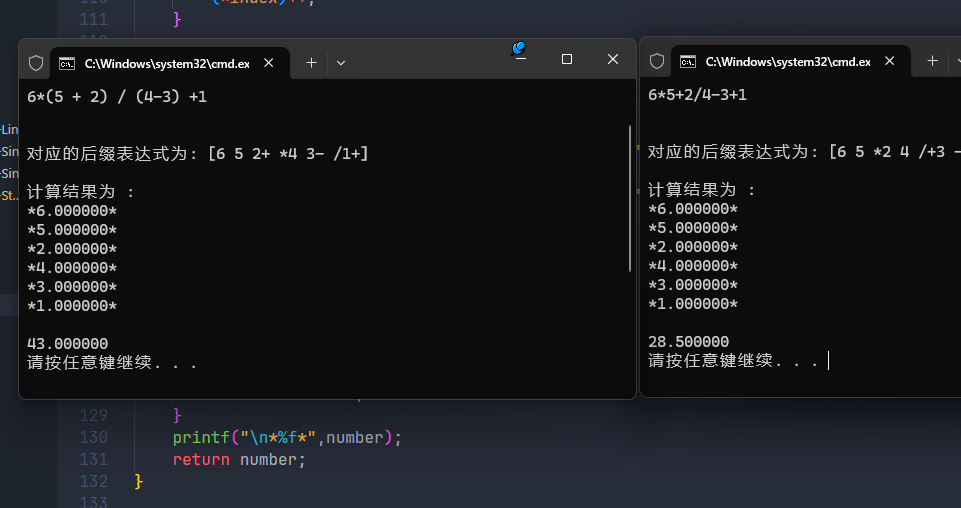 110
(*index)++;
111 }
C:\Windows\system32\cmd.ex
6*(5 + 2) / (4-3) +1
对应的后缀表达式为: [6 5 2+ *4 3- /1+]
计算结果为 :
*6.000000*
*5.000000*
*2.000000*
*4.000000*
*3.000000*
*1.000000*
43.000000
请按任意键继续. . .
C:\Windows\system32\cmd.ex
6*5+2/4-3+1
对应的后缀表达式为: [6 5 *2 4 /+3 -
计算结果为 :
*6.000000*
*5.000000*
*2.000000*
*4.000000*
*3.000000*
*1.000000*
28.500000
请按任意键继续. . .
-Lin
-Sin
-Sin
-St...
129 }
130 printf("\n*%f*",number);
131 return number;
132 }
133